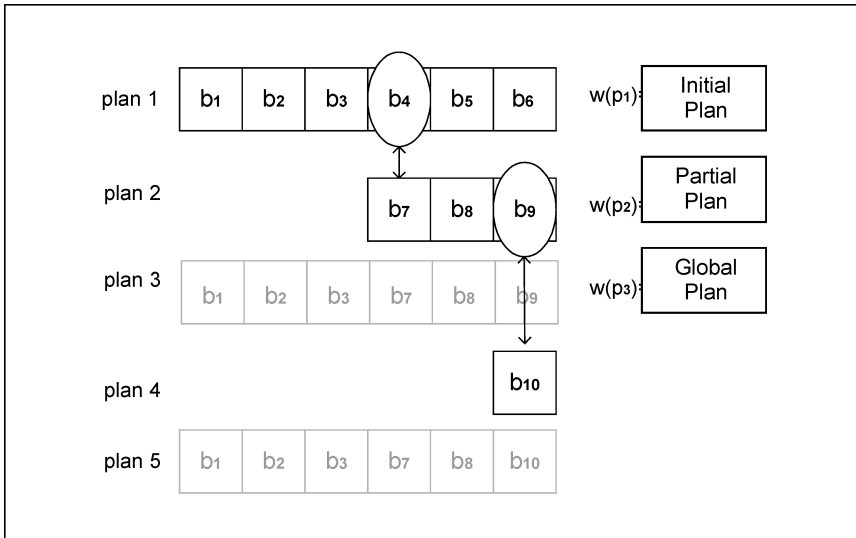 plan 1 b1 b2 b3 b4 b5 b6 w(p1): Initial
Plan
plan 2 b7 b8 b9 w(p2): Partial
Plan
plan 3 b1 b2 b3 b7 b8 b9 w(p3): Global
Plan
plan 4 b10
plan 5 b1 b2 b3 b7 b8 b10